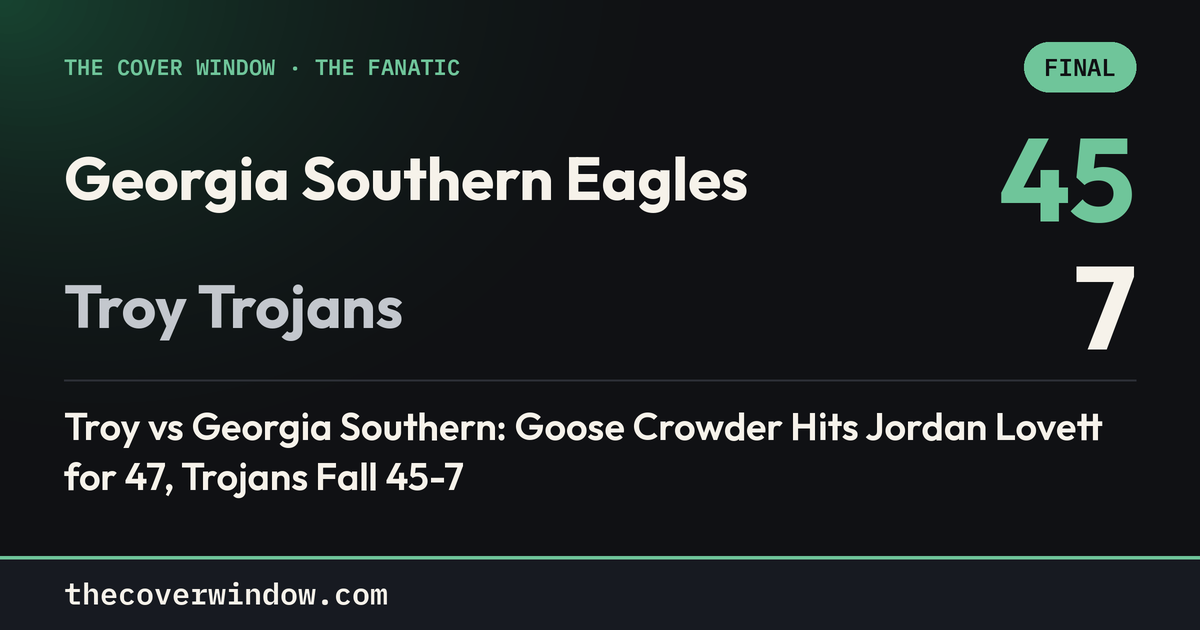 THE COVER WINDOW · THE FANATIC
FINAL
Georgia Southern Eagles
45
Troy Trojans
7
Troy vs Georgia Southern: Goose Crowder Hits Jordan Lovett
for 47, Trojans Fall 45-7
thecoverwindow.com